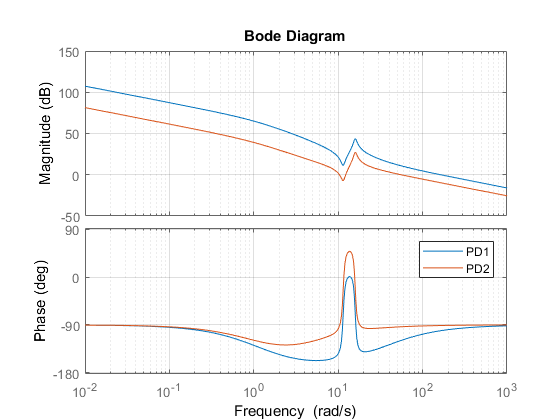 Bode Diagram
Magnitude (dB)
150
100
50
0
-50
Phase (deg)
90
0
-90
-180
PD1
PD2
10^-2
10^-1
10^0
10^1
10^2
10^3
Frequency (rad/s)